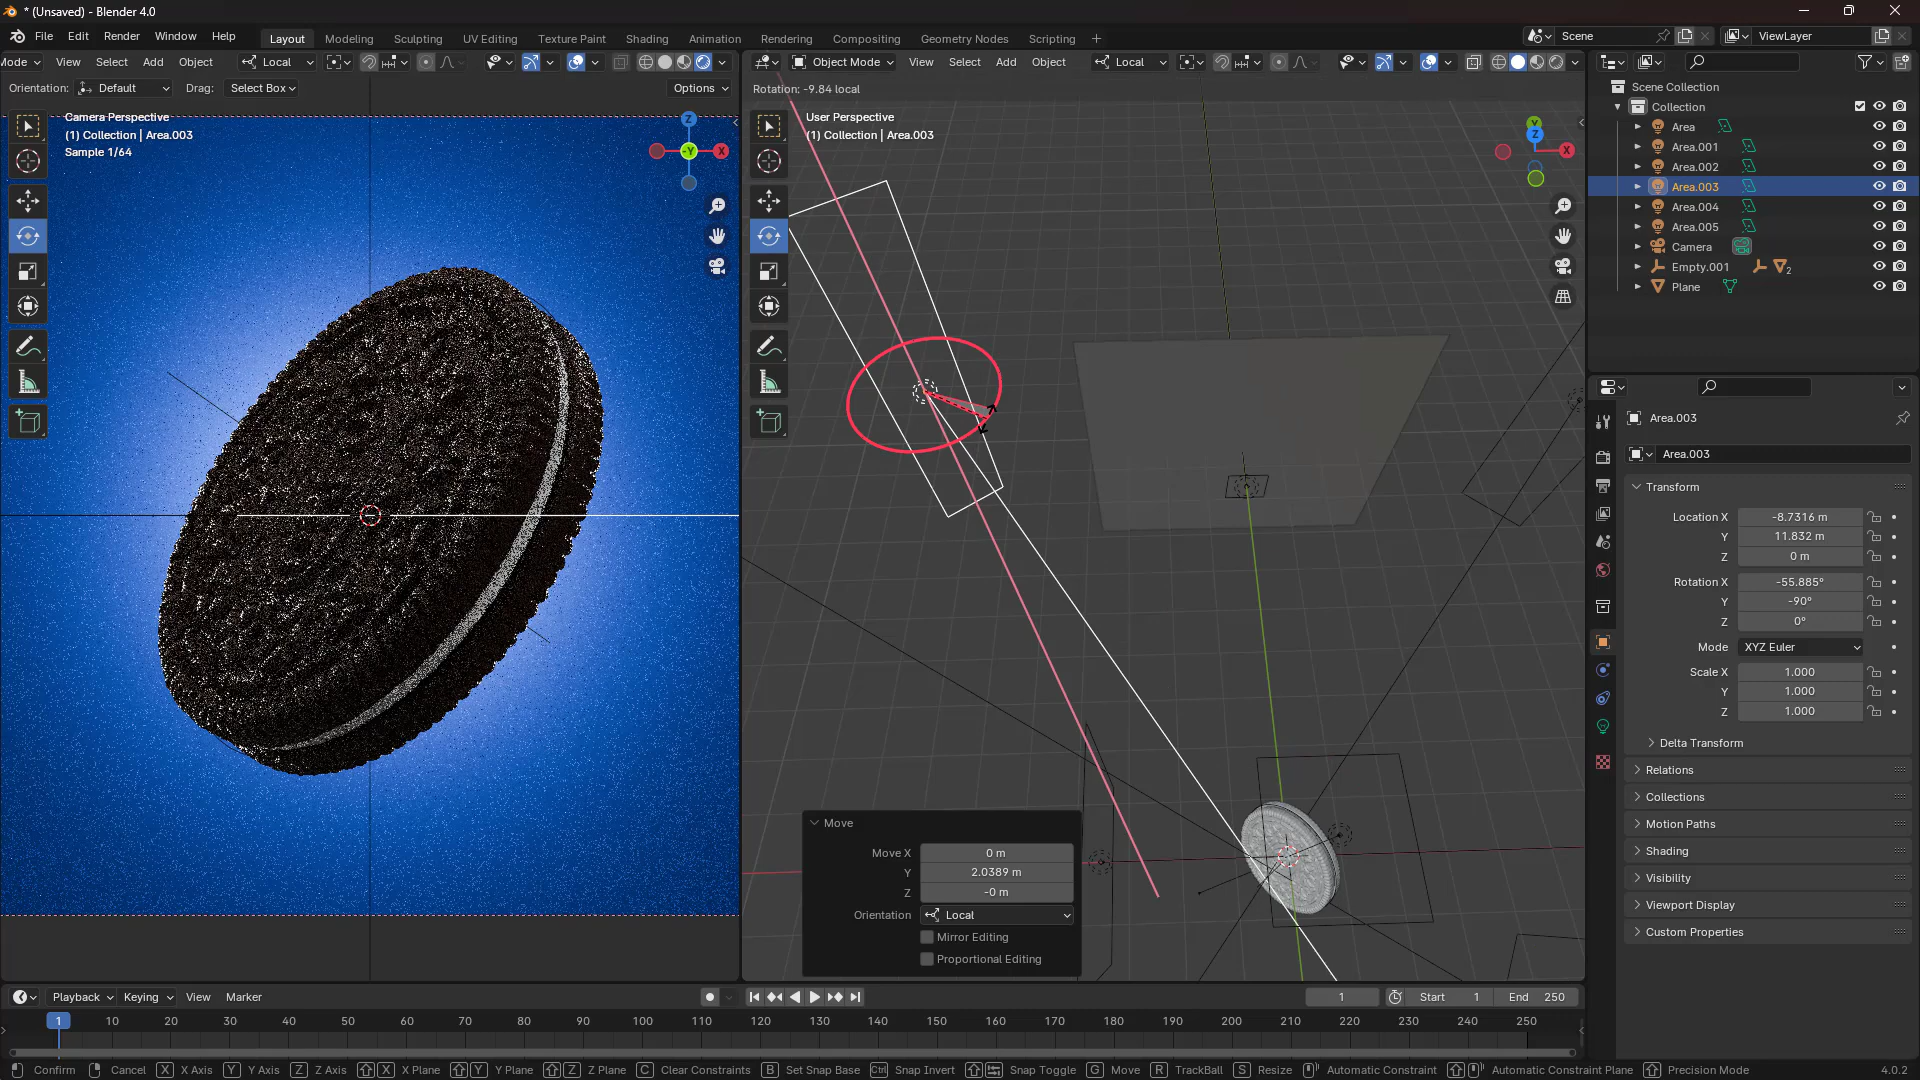 * (Unsaved) - Blender 4.0
File Edit Render Window Help Layout Modeling Sculpting UV Editing Texture Paint Shading Animation Rendering Compositing Geometry Nodes Scripting + Scene ViewLayer
Mode View Select Add Object Local
Object Mode View Select Add Object Local
Orientation: Default Drag: Select Box Options
Rotation: -9.84 local
Camera Perspective
(1) Collection | Area.003
Sample 1/64
Z
-Y X
User Perspective
(1) Collection | Area.003
Y
Z X
Scene Collection
Collection
Area
Area.001
Area.002
Area.003
Area.004
Area.005
Camera
Empty.001 2
Plane
Area.003
Area.003
Transform
Location X -8.7316 m
Y 11.832 m
Z 0 m
Rotation X -55.885°
Y -90°
Z 0°
Mode XYZ Euler
Scale X 1.000
Y 1.000
Z 1.000
Delta Transform
Relations
Collections
Motion Paths
Shading
Visibility
Viewport Display
Custom Properties
Move
Move X 0 m
Y 2.0389 m
Z -0 m
Orientation Local
Mirror Editing
Proportional Editing
Playback Keying View Marker 1 Start 1 End 250
1 10 20 30 40 50 60 70 80 90 100 110 120 130 140 150 160 170 180 190 200 210 220 230 240 250
Confirm Cancel X X Axis Y Y Axis Z Z Axis X X Plane Y Y Plane Z Z Plane C Clear Constraints B Set Snap Base Ctrl Snap Invert Snap Toggle G Move R TrackBall S Resize Automatic Constraint Automatic Constraint Plane Precision Mode 4.0.2